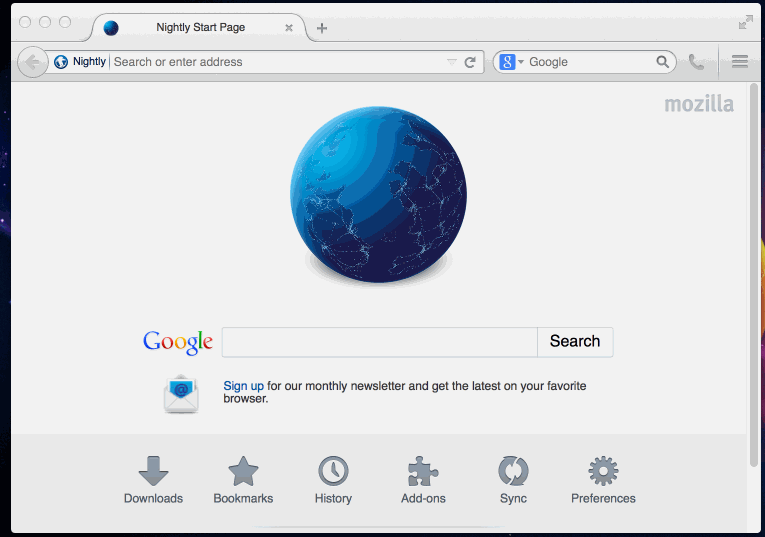 Nightly Start Page
Nightly Search or enter address
Google
mozilla
Google Search
Sign up for our monthly newsletter and get the latest on your favorite
browser.
Downloads Bookmarks History Add-ons Sync Preferences